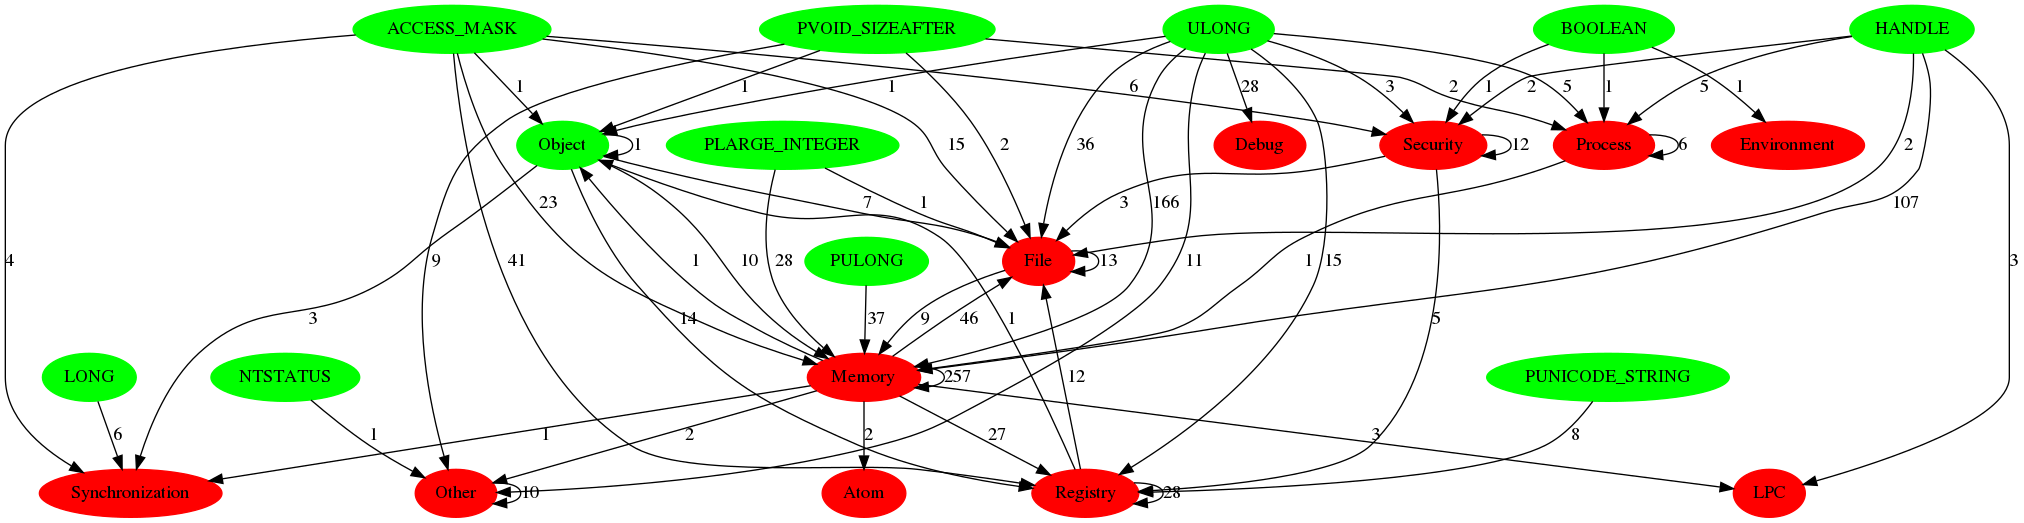 ACCESS_MASK
PVOID_SIZEAFTER
ULONG
BOOLEAN
HANDLE
1
1
1
28
3
5
2
1
1
2
5
1
6
Object
1
PLARGE_INTEGER
15
2
36
Debug
Security
12
Process
6
Environment
2
23
7
1
166
3
107
4
9
41
PULONG
1
10
28
File
13
11
1
15
3
3
14
37
9
46
1
12
5
LONG
NTSTATUS
Memory
257
PUNICODE_STRING
6
1
1
2
2
27
3
8
Synchronization
Other
10
Atom
Registry
28
LPC